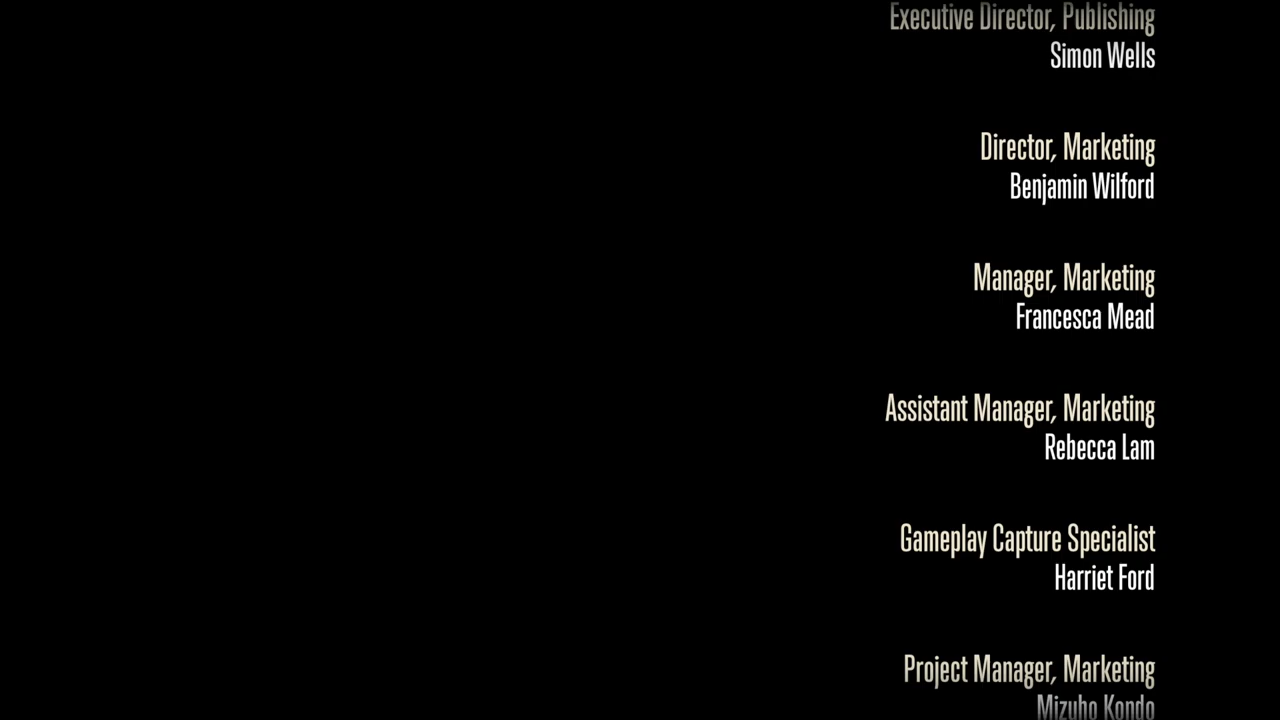 Executive Director, Publishing
Simon Wells
Director, Marketing
Benjamin Wilford
Manager, Marketing
Francesca Mead
Assistant Manager, Marketing
Rebecca Lam
Gameplay Capture Specialist
Harriet Ford
Project Manager, Marketing
Mizuho Kondo